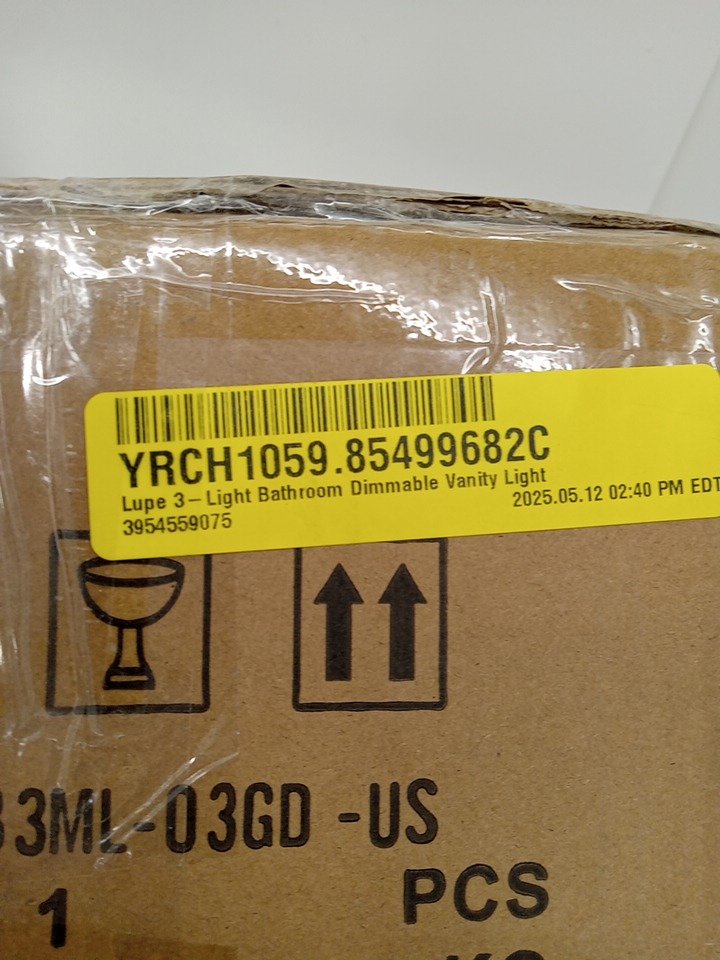 YRCH1059.85499682C
Lupe 3-Light Bathroom Dimmable Vanity Light
2025.05.12 02:40 PM EDT
3954559075
33ML-03GD -US
1 PCS